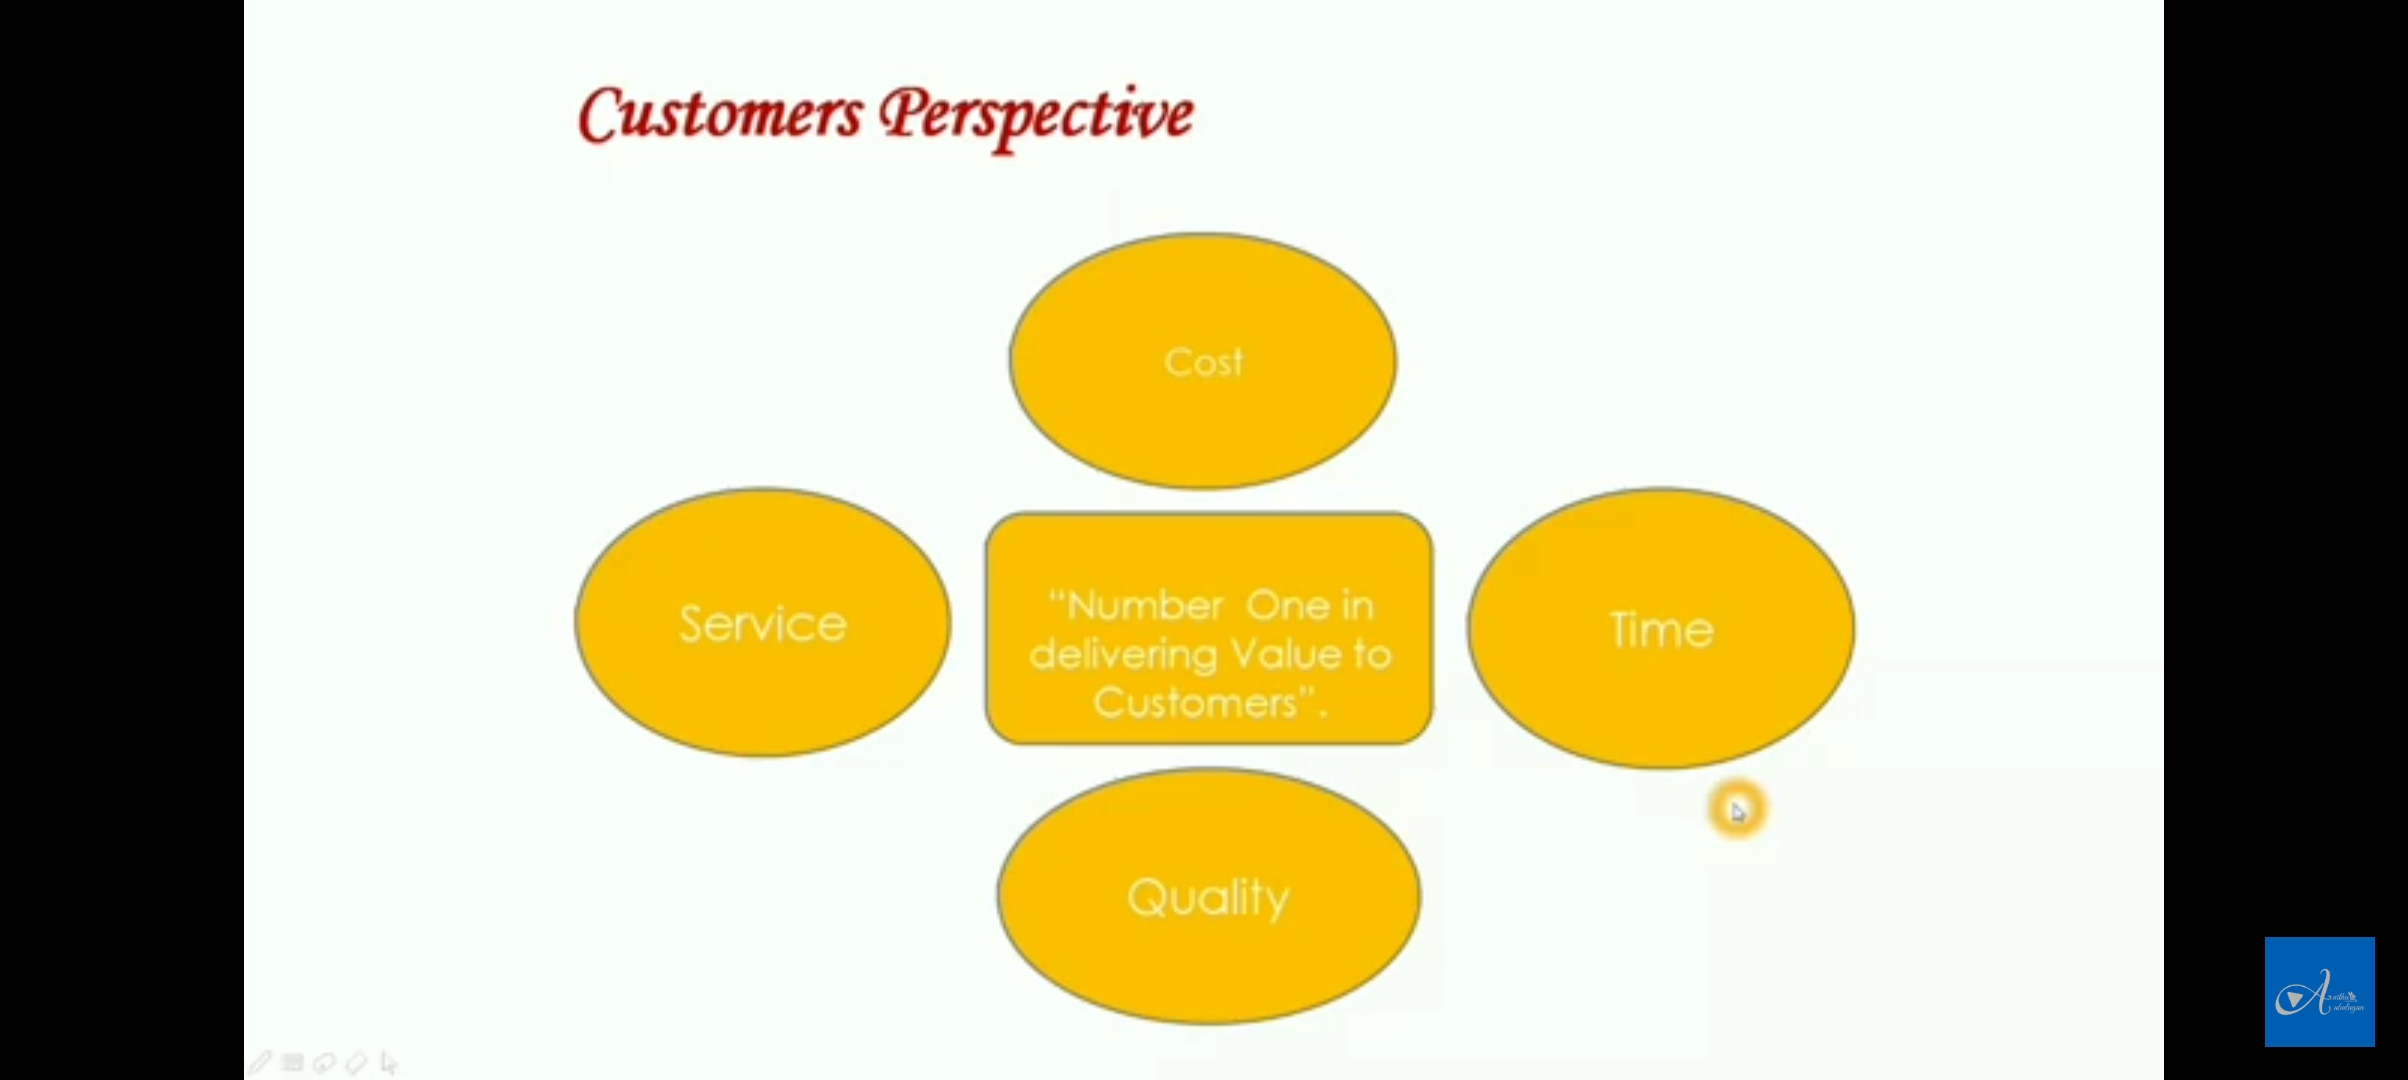 Customers Perspective
Cost
Service
“Number One in
delivering Value to
Customers”.
Time
Quality